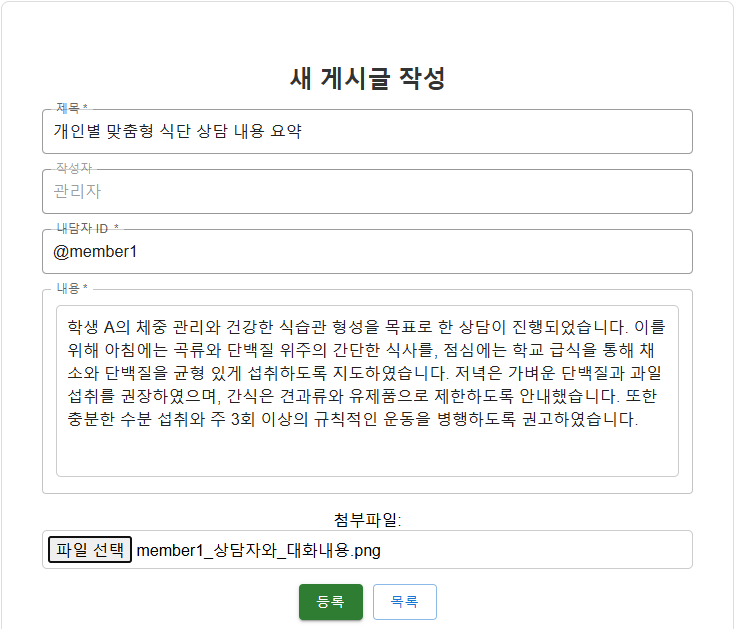 새 게시글 작성
제목 *
개인별 맞춤형 식단 상담 내용 요약
작성자
관리자
내담자 ID *
@member1
내용 *
학생 A의 체중 관리와 건강한 식습관 형성을 목표로 한 상담이 진행되었습니다. 이를
위해 아침에는 곡류와 단백질 위주의 간단한 식사를, 점심에는 학교 급식을 통해 채
소와 단백질을 균형 있게 섭취하도록 지도하였습니다. 저녁은 가벼운 단백질과 과일
섭취를 권장하였으며, 간식은 견과류와 유제품으로 제한하도록 안내했습니다. 또한
충분한 수분 섭취와 주 3회 이상의 규칙적인 운동을 병행하도록 권고하였습니다.
첨부파일:
파일 선택 member1_상담자와_대화내용.png
등록 목록